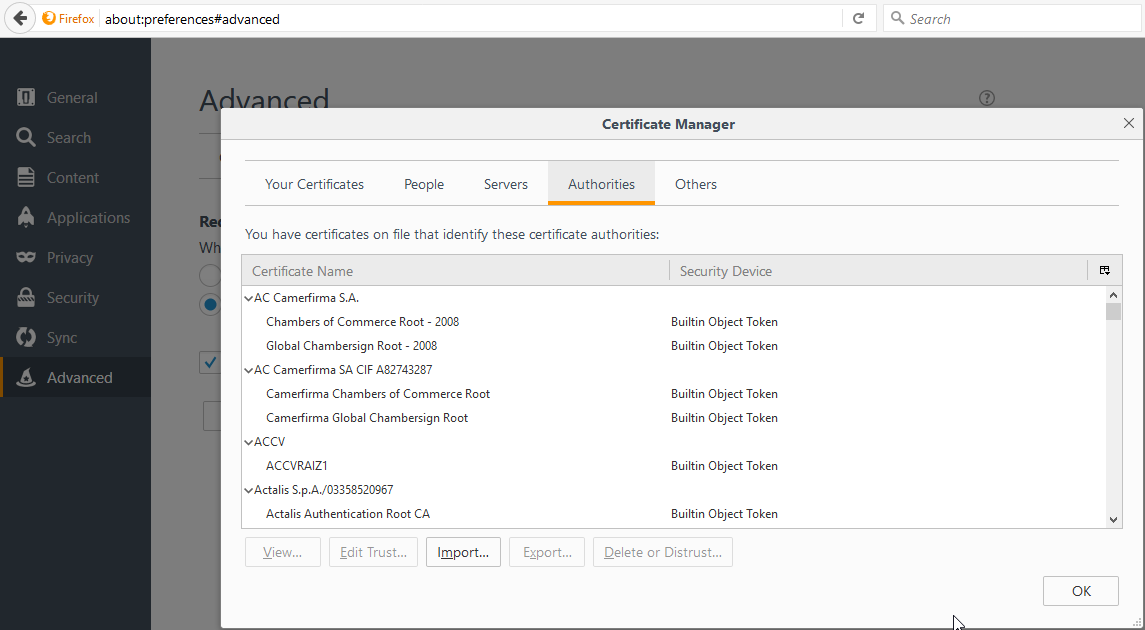 Firefox about:preferences#advanced Search
General
Search
Content
Applications
Privacy
Security
Sync
Advanced
Advanced
?
Wh
Certificate Manager
Your Certificates People Servers Authorities Others
You have certificates on file that identify these certificate authorities:
Certificate Name Security Device
AC Camerfirma S.A.
Chambers of Commerce Root - 2008 Builtin Object Token
Global Chambersign Root - 2008 Builtin Object Token
AC Camerfirma SA CIF A82743287
Camerfirma Chambers of Commerce Root Builtin Object Token
Camerfirma Global Chambersign Root Builtin Object Token
ACCV
ACCVRAIZ1 Builtin Object Token
Actalis S.p.A./03358520967
Actalis Authentication Root CA Builtin Object Token
View... Edit Trust... Import... Export... Delete or Distrust...
OK